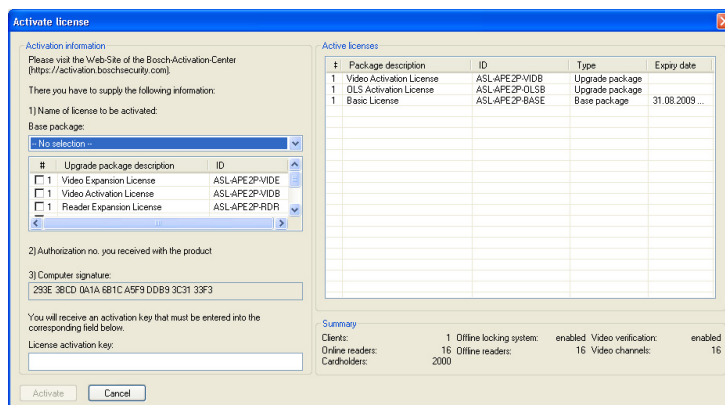 Activate license
Activation information
Please visit the Web-Site of the Bosch-Activation-Center
(https://activation.boschsecurity.com).
There you have to supply the following information:
1) Name of license to be activated:
Base package:
-- No selection --
# Upgrade package description ID
1 Video Expansion License ASL-APE2P-VIDE
1 Video Activation License ASL-APE2P-VIDB
1 Reader Expansion License ASL-APE2P-RDR
2) Authorization no. you received with the product
3) Computer signature:
293E 3BCD 0A1A 6B1C A5F9 DDB9 3C31 33F3
You will receive an activation key that must be entered into the
corresponding field below.
License activation key:
Activate Cancel
Active licenses
# Package description ID Type Expiry date
1 Video Activation License ASL-APE2P-VIDB Upgrade package
1 OLS Activation License ASL-APE2P-OLSB Upgrade package
1 Basic License ASL-APE2P-BASE Base package 31.08.2009 ...
Summary
Clients: 1 Offline locking system: enabled Video verification: enabled
Online readers: 16 Offline readers: 16 Video channels: 16
Cardholders: 2000